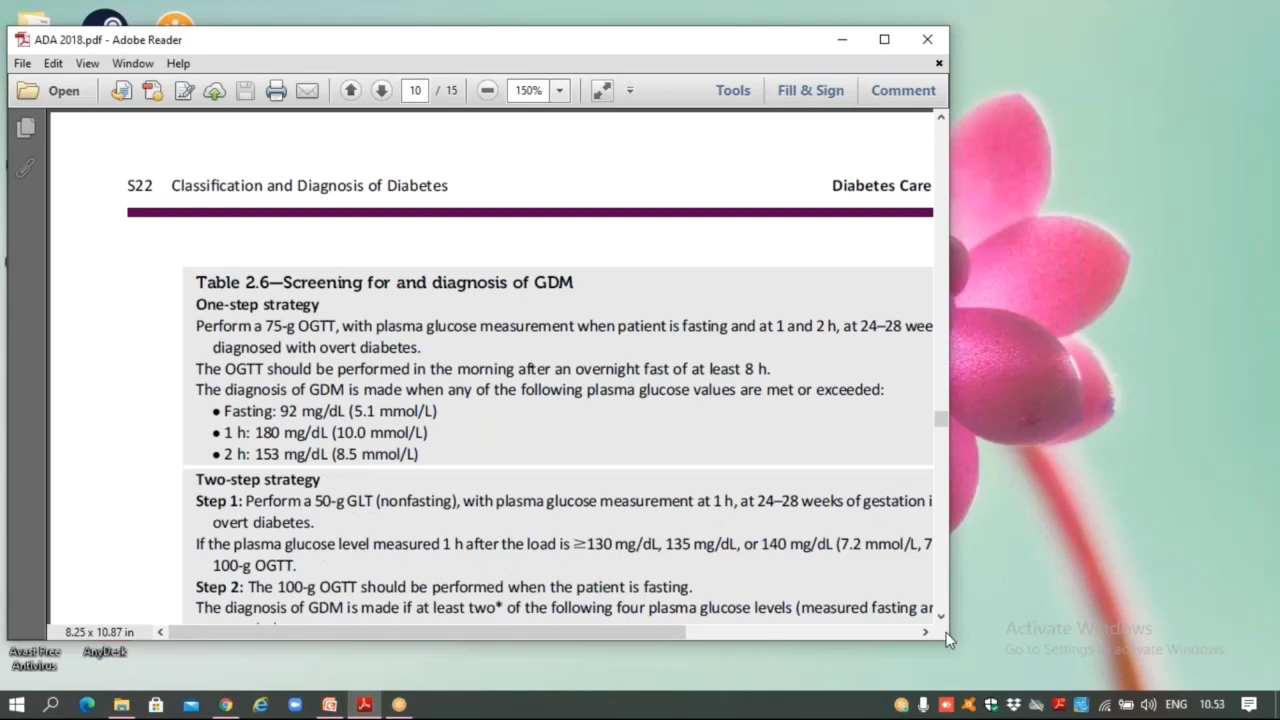 ADA 2018.pdf - Adobe Reader
File Edit View Window Help
Open 10 / 15 150% Tools Fill & Sign Comment
S22 Classification and Diagnosis of Diabetes Diabetes Care
Table 2.6—Screening for and diagnosis of GDM
One-step strategy
Perform a 75-g OGTT, with plasma glucose measurement when patient is fasting and at 1 and 2 h, at 24–28 wee
diagnosed with overt diabetes.
The OGTT should be performed in the morning after an overnight fast of at least 8 h.
The diagnosis of GDM is made when any of the following plasma glucose values are met or exceeded:
• Fasting: 92 mg/dL (5.1 mmol/L)
• 1 h: 180 mg/dL (10.0 mmol/L)
• 2 h: 153 mg/dL (8.5 mmol/L)
Two-step strategy
Step 1: Perform a 50-g GLT (nonfasting), with plasma glucose measurement at 1 h, at 24–28 weeks of gestation i
overt diabetes.
If the plasma glucose level measured 1 h after the load is ≥130 mg/dL, 135 mg/dL, or 140 mg/dL (7.2 mmol/L, 7
100-g OGTT.
Step 2: The 100-g OGTT should be performed when the patient is fasting.
The diagnosis of GDM is made if at least two* of the following four plasma glucose levels (measured fasting ar
8.25 x 10.87 in
Activate Windows
Go to Settings to activate Windows.
Avast Free
Antivirus
AnyDesk
ENG 10.53